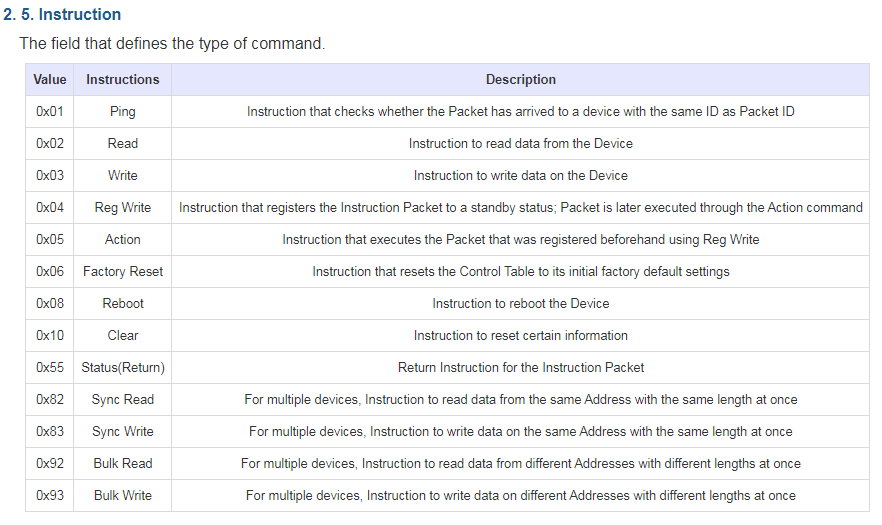 2. 5. Instruction
The field that defines the type of command.
Value Instructions Description
0x01 Ping Instruction that checks whether the Packet has arrived to a device with the same ID as Packet ID
0x02 Read Instruction to read data from the Device
0x03 Write Instruction to write data on the Device
0x04 Reg Write Instruction that registers the Instruction Packet to a standby status; Packet is later executed through the Action command
0x05 Action Instruction that executes the Packet that was registered beforehand using Reg Write
0x06 Factory Reset Instruction that resets the Control Table to its initial factory default settings
0x08 Reboot Instruction to reboot the Device
0x10 Clear Instruction to reset certain information
0x55 Status(Return) Return Instruction for the Instruction Packet
0x82 Sync Read For multiple devices, Instruction to read data from the same Address with the same length at once
0x83 Sync Write For multiple devices, Instruction to write data on the same Address with the same length at once
0x92 Bulk Read For multiple devices, Instruction to read data from different Addresses with different lengths at once
0x93 Bulk Write For multiple devices, Instruction to write data on different Addresses with different lengths at once